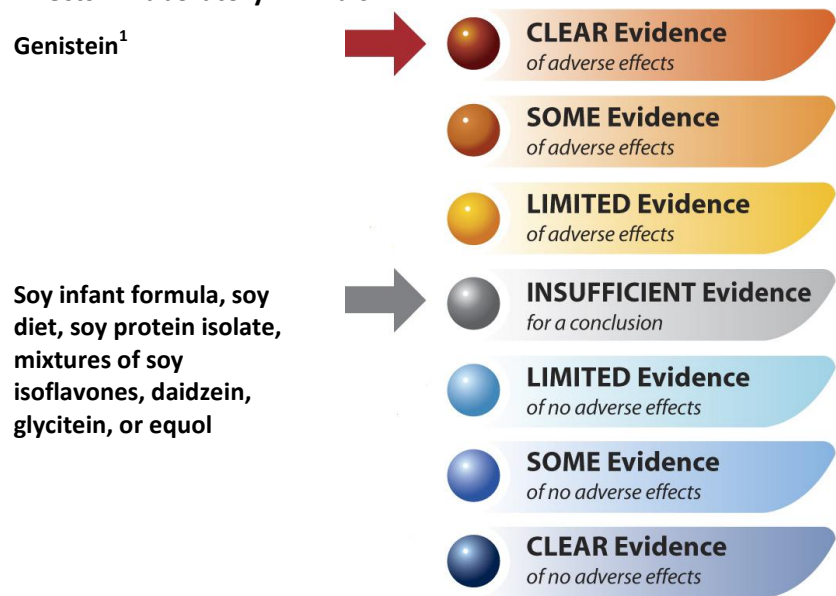 Genistein1
CLEAR Evidence
of adverse effects
SOME Evidence
of adverse effects
LIMITED Evidence
of adverse effects
Soy infant formula, soy
diet, soy protein isolate,
mixtures of soy
isoflavones, daidzein,
glycitein, or equol
INSUFFICIENT Evidence
for a conclusion
LIMITED Evidence
of no adverse effects
SOME Evidence
of no adverse effects
CLEAR Evidence
of no adverse effects